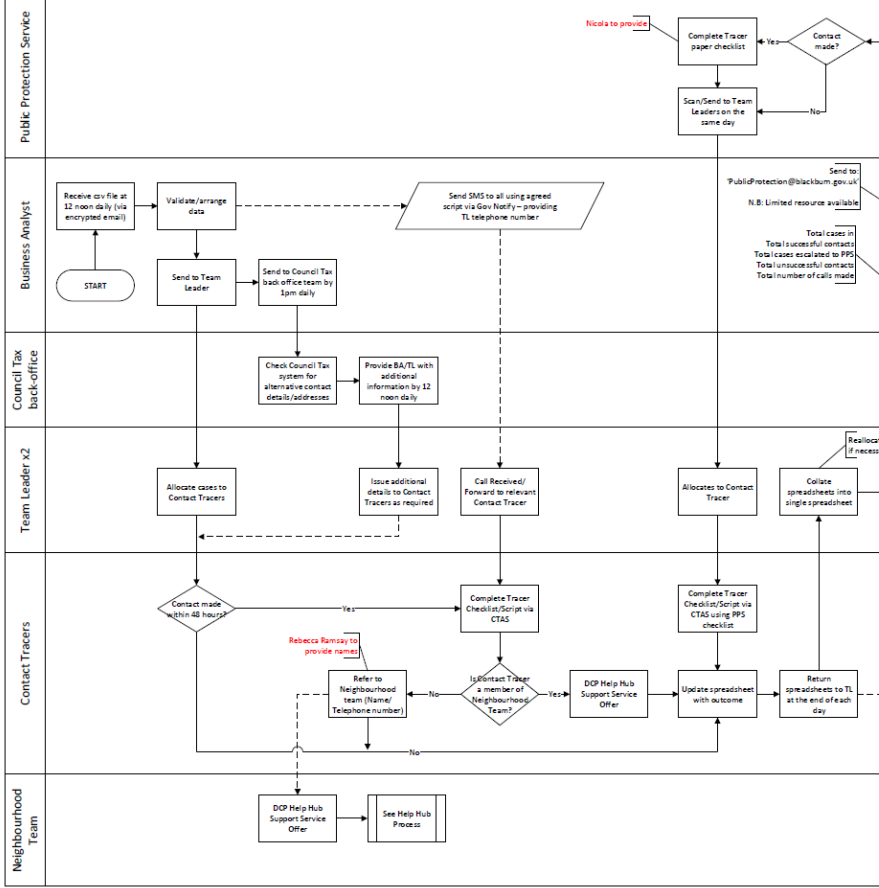 Public Protection Service
Nicola to provide
Complete Tracer
paper checklist
Yes
Contact
made?
Scan/Send to Team
Leaders on the
same day
No
Business Analyst
Receive csv file at
12 noon daily (via
encrypted email)
Validate/arrange
data
Send SMS to all using agreed
script via Gov Notify – providing
TL telephone number
Send to:
'PublicProtection@blackburn.gov.uk'
N.B: Limited resource available
START
Send to Team
Leader
Send to Council Tax
back office team by
1pm daily
Total cases in
Total successful contacts
Total cases escalated to PPS
Total unsuccessful contacts
Total number of calls made
Council Tax
back-office
Check Council Tax
system for
alternative contact
details/addresses
Provide BA/TL with
additional
information by 12
noon daily
Team Leader x2
Allocate cases to
Contact Tracers
Issue additional
details to Contact
Tracers as required
Call Received/
Forward to relevant
Contact Tracer
Allocates to Contact
Tracer
Collate
spreadsheets into
single spreadsheet
Reallocat
if necess
Contact Tracers
Contact made
within 48 hours?
Yes
Complete Tracer
Checklist/Script via
CTAS
Complete Tracer
Checklist/Script via
CTAS using PPS
checklist
Rebecca Ramsay to
provide names
Refer to
Neighbourhood
team (Name/
Telephone number)
No
Is Contact Tracer
a member of
Neighbourhood
Team?
Yes
DCP Help Hub
Support Service
Offer
Update spreadsheet
with outcome
Return
spreadsheets to TL
at the end of each
day
No
Neighbourhood
Team
DCP Help Hub
Support Service
Offer
See Help Hub
Process